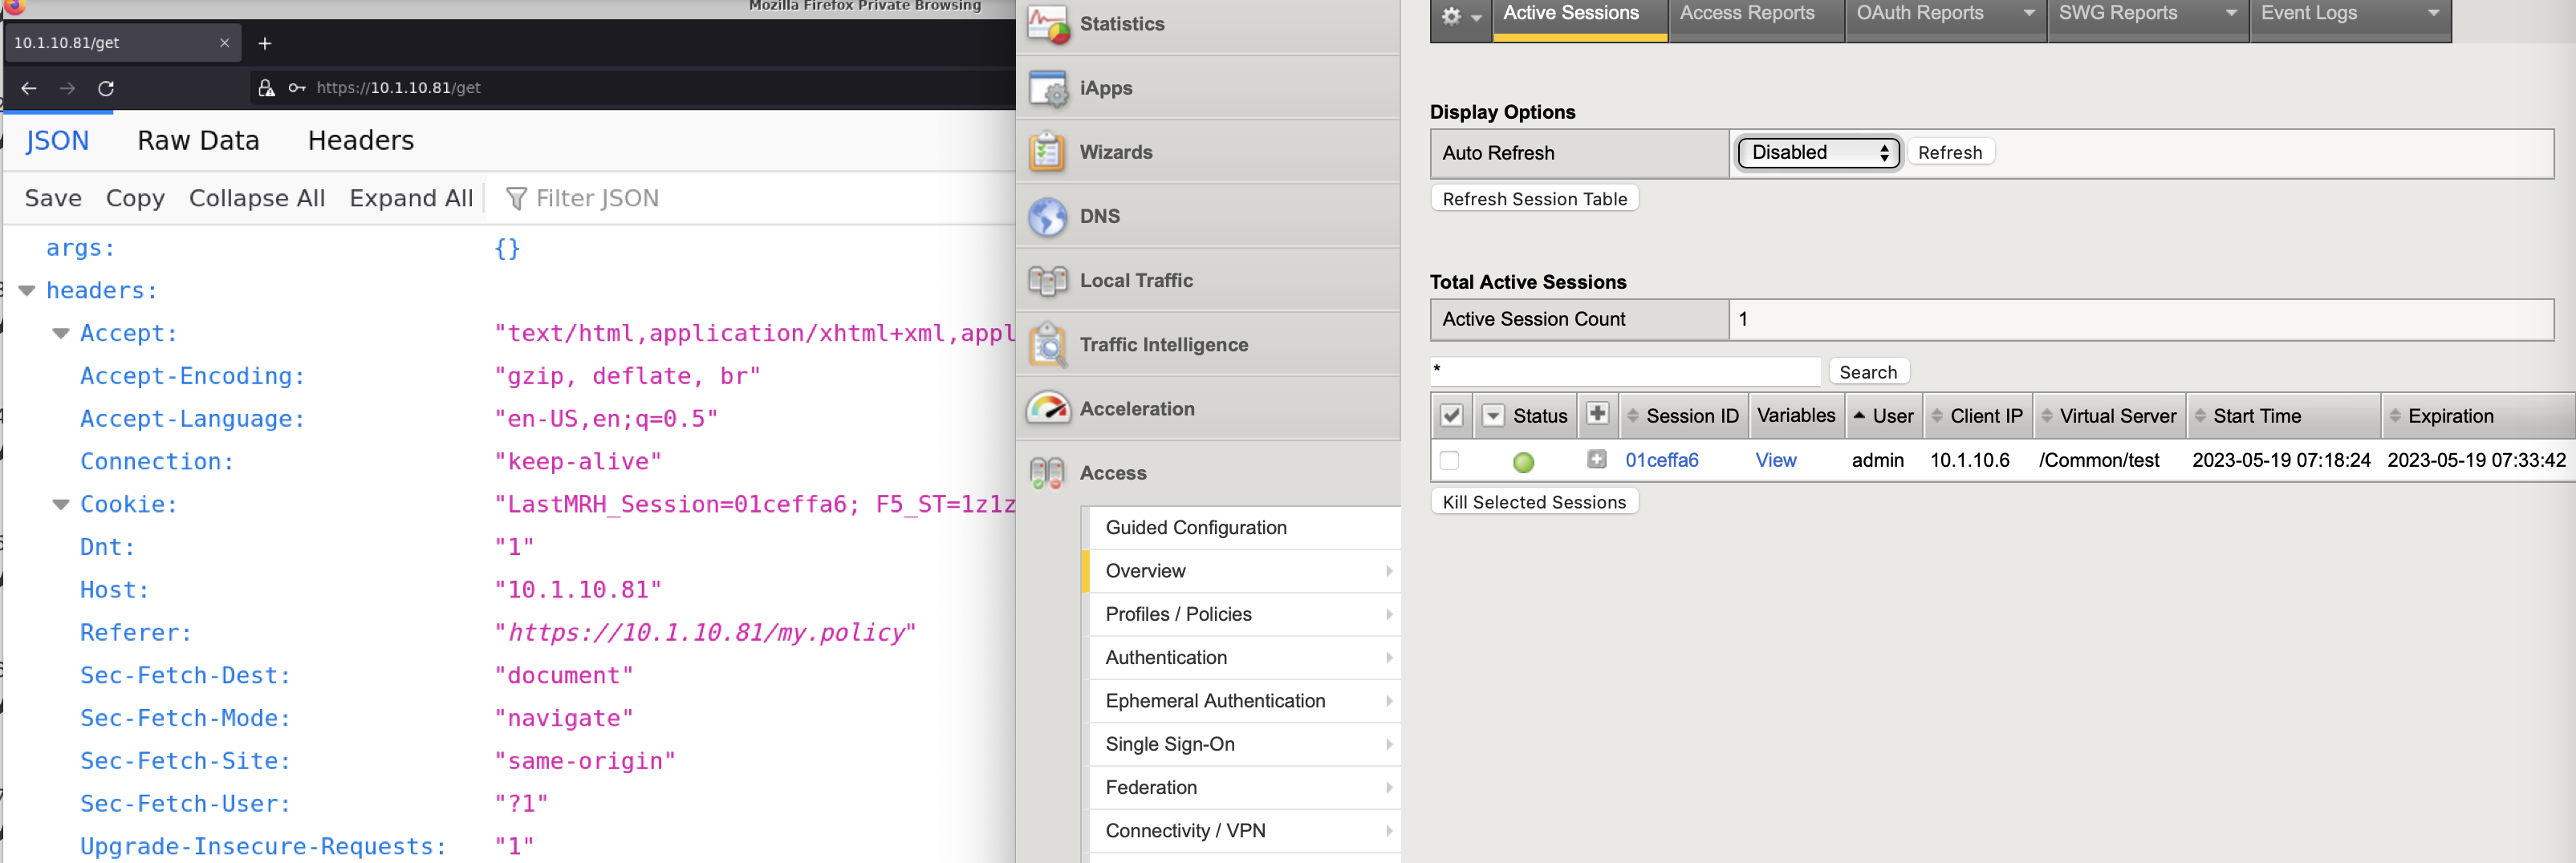 Mozilla Firefox Private Browsing
10.1.10.81/get
https://10.1.10.81/get
JSON Raw Data Headers
Save Copy Collapse All Expand All Filter JSON
args: {}
headers:
Accept: "text/html,application/xhtml+xml,appl
Accept-Encoding: "gzip, deflate, br"
Accept-Language: "en-US,en;q=0.5"
Connection: "keep-alive"
Cookie: "LastMRH_Session=01ceffa6; F5_ST=1z1z
Dnt: "1"
Host: "10.1.10.81"
Referer: "https://10.1.10.81/my.policy"
Sec-Fetch-Dest: "document"
Sec-Fetch-Mode: "navigate"
Sec-Fetch-Site: "same-origin"
Sec-Fetch-User: "?1"
Upgrade-Insecure-Requests: "1"
Statistics
iApps
Wizards
DNS
Local Traffic
Traffic Intelligence
Acceleration
Access
Guided Configuration
Overview
Profiles / Policies
Authentication
Ephemeral Authentication
Single Sign-On
Federation
Connectivity / VPN
Active Sessions Access Reports OAuth Reports SWG Reports Event Logs
Display Options
Auto Refresh Disabled Refresh
Refresh Session Table
Total Active Sessions
Active Session Count 1
* Search
Status Session ID Variables User Client IP Virtual Server Start Time Expiration
01ceffa6 View admin 10.1.10.6 /Common/test 2023-05-19 07:18:24 2023-05-19 07:33:42
Kill Selected Sessions